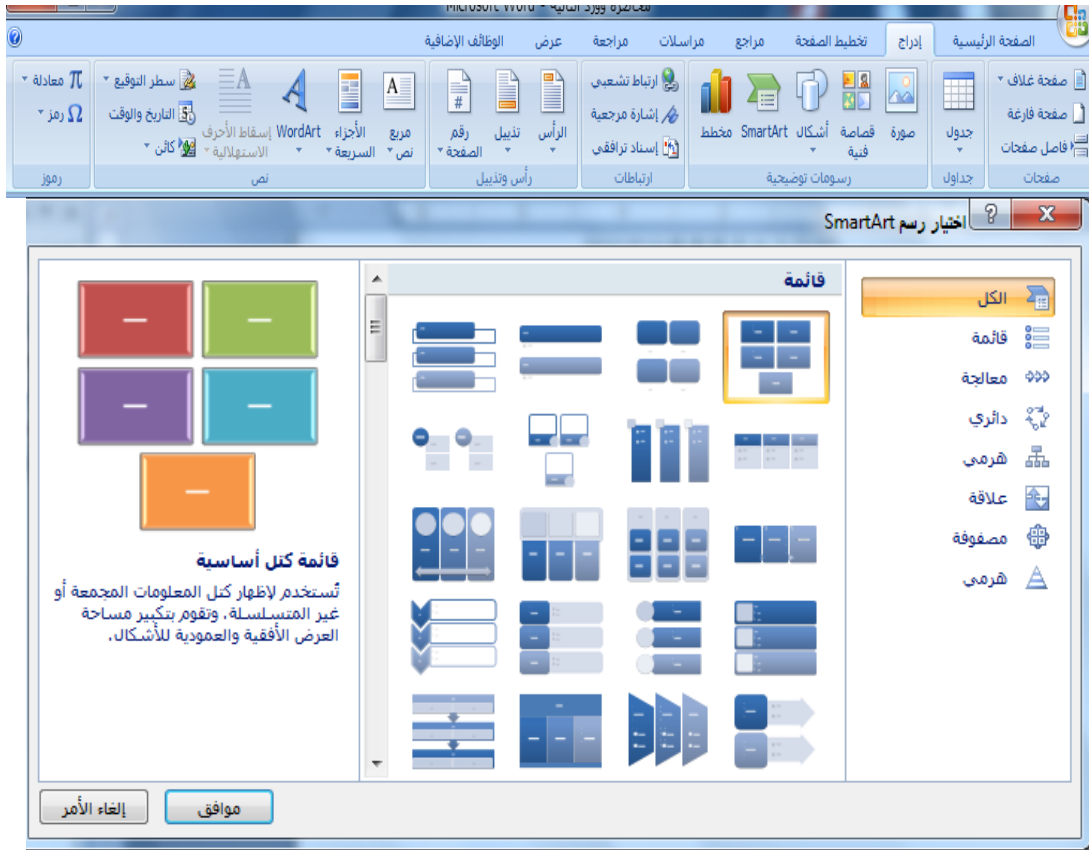 محاضرة وورد الثانية - Microsoft Word
الصفحة الرئيسية إدراج تخطيط الصفحة مراجع مراسلات مراجعة عرض الوظائف الإضافية
صفحة غلاف
صفحة فارغة
فاصل صفحات
صفحات
جدول
جداول
صورة
قصاصة فنية
أشكال
SmartArt
مخطط
رسومات توضيحية
ارتباط تشعبي
إشارة مرجعية
إسناد ترافقي
ارتباطات
الرأس
تذييل
رقم الصفحة
رأس وتذييل
مربع نص
الأجزاء السريعة
WordArt
إسقاط الأحرف الاستهلالية
سطر التوقيع
التاريخ والوقت
كائن
نص
π معادلة
Ω رمز
رموز
اختيار رسم SmartArt
الكل
قائمة
معالجة
دائري
هرمي
علاقة
مصفوفة
هرمي
قائمة
قائمة كتل أساسية
تُستخدم لإظهار كتل المعلومات المجمعة أو
غير المتسلسلة، وتقوم بتكبير مساحة
العرض الأفقية والعمودية للأشكال.
موافق
إلغاء الأمر